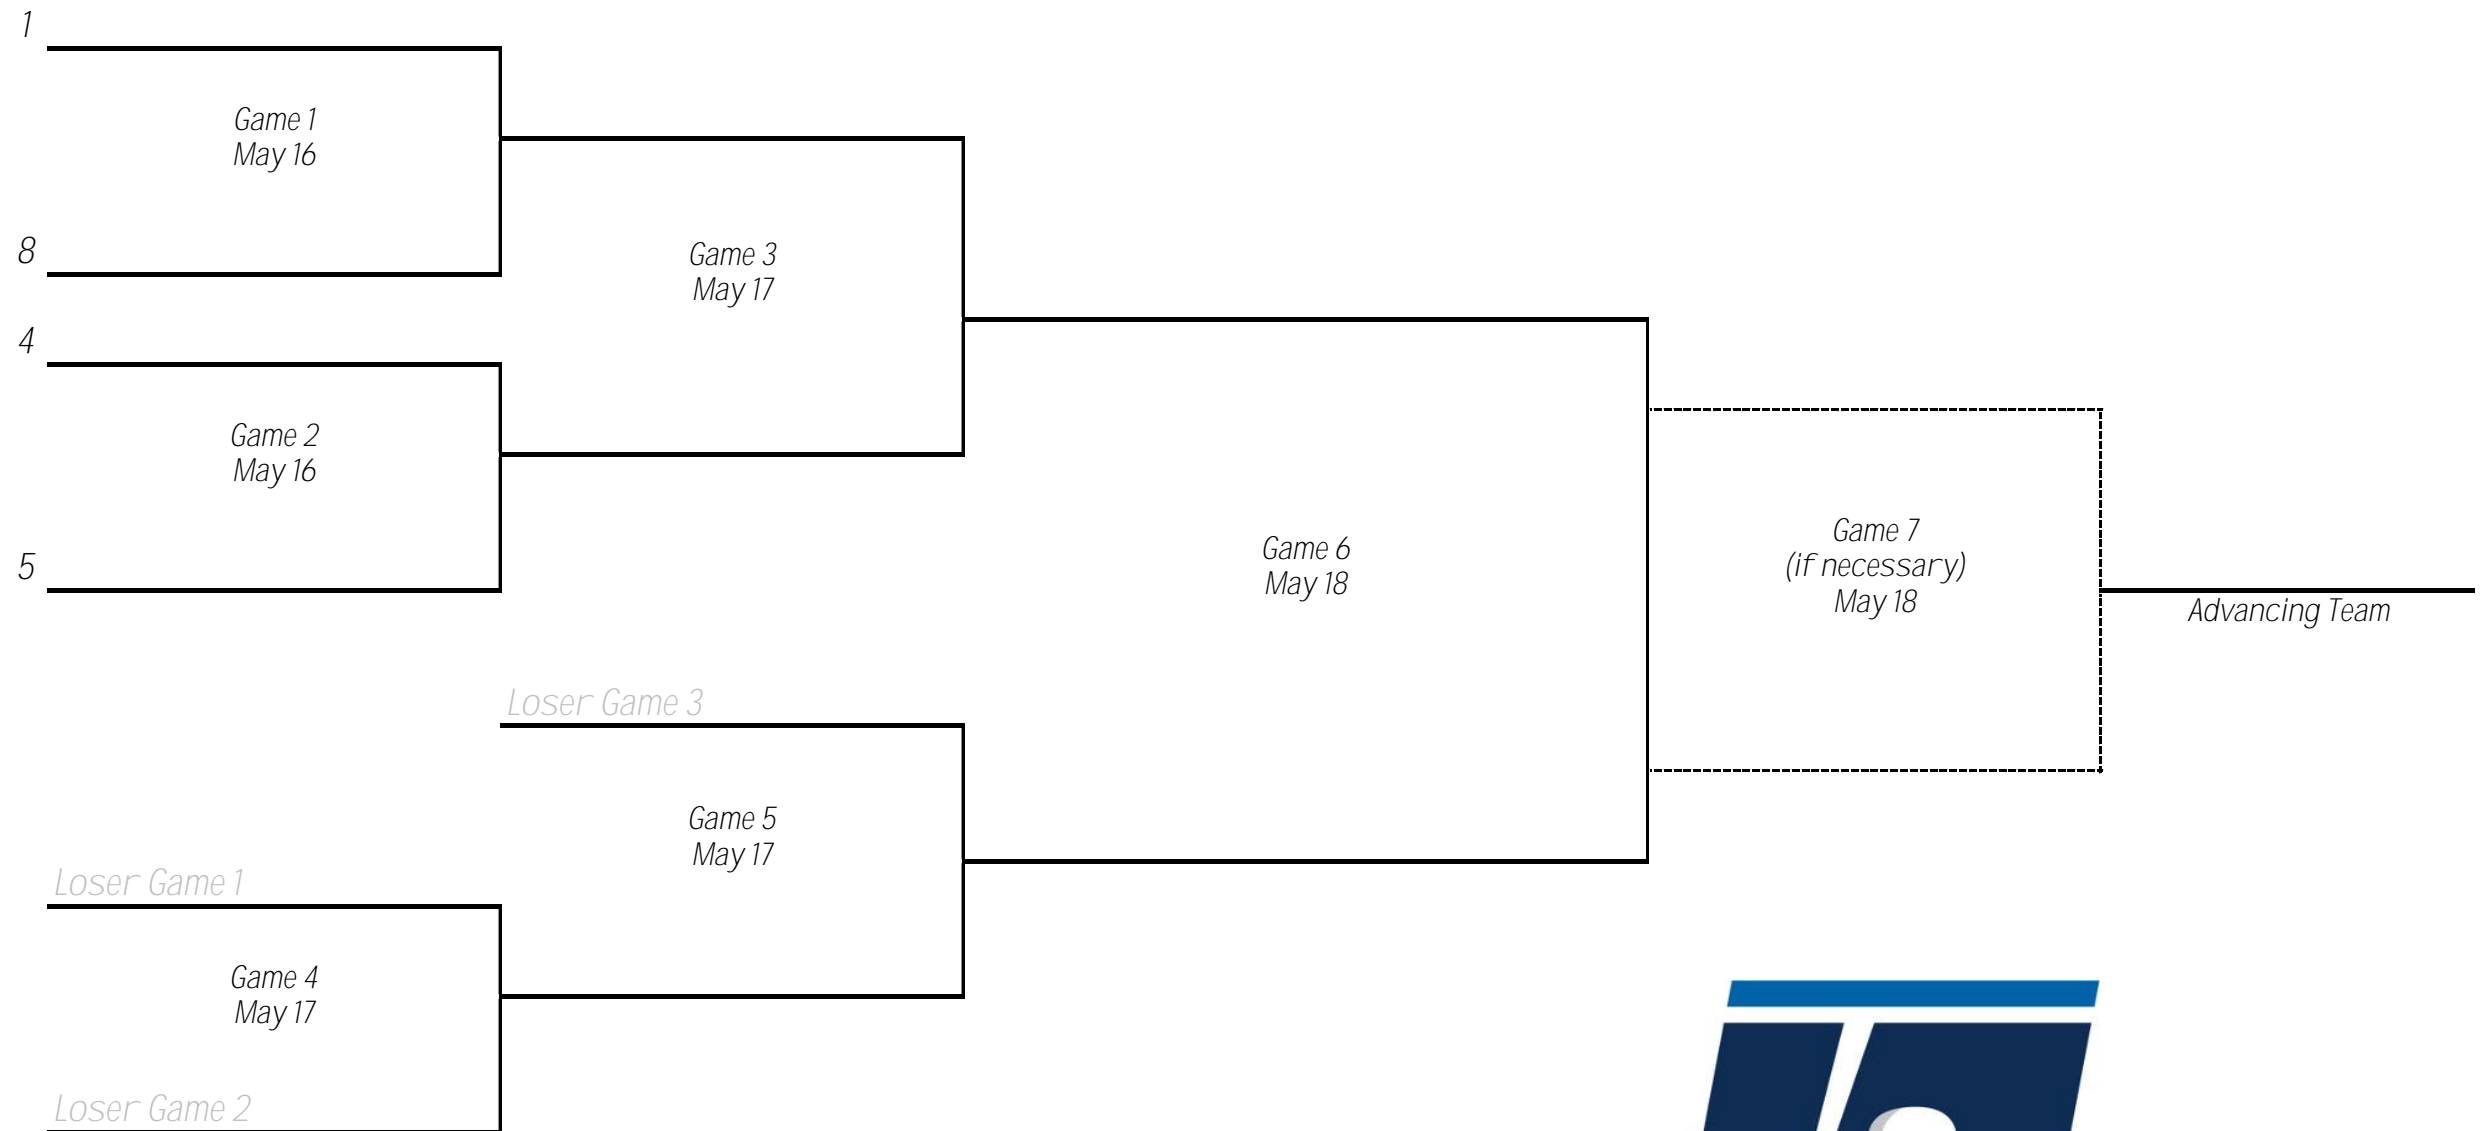 1
Game 1
May 16
8
Game 3
May 17
4
Game 2
May 16
5
Game 6
May 18
Game 7
(if necessary)
May 18
Advancing Team
Loser Game 3
Game 5
May 17
Loser Game 1
Game 4
May 17
Loser Game 2